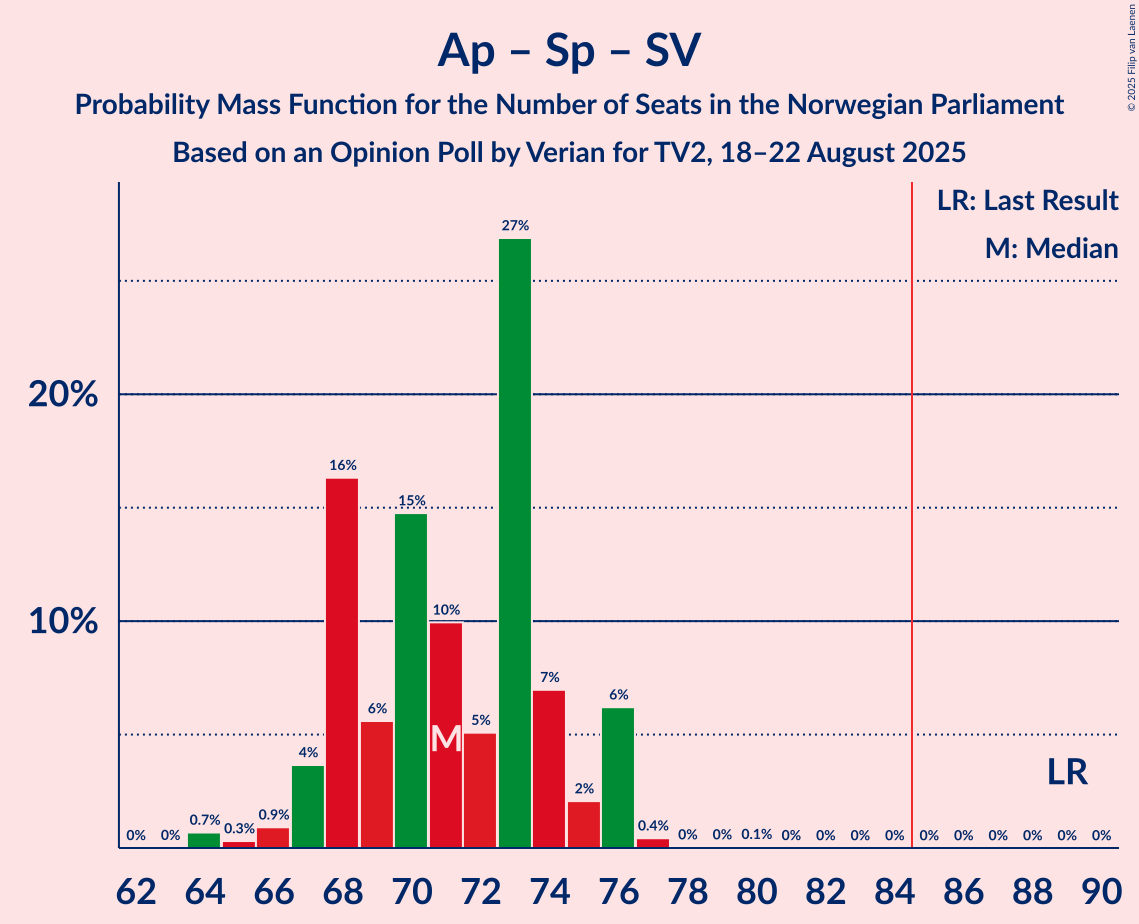 Ap – Sp – SV
Probability Mass Function for the Number of Seats in the Norwegian Parliament
Based on an Opinion Poll by Verian for TV2, 18–22 August 2025
© 2025 Filip van Laenen
LR: Last Result
M: Median
27%
20%
16%
15%
10%
10%
7%
6%
6%
5%
M
4%
LR
2%
0% 0% 0.7% 0.3% 0.9% 0.4% 0% 0% 0.1% 0% 0% 0% 0% 0% 0% 0% 0% 0% 0%
62 64 66 68 70 72 74 76 78 80 82 84 86 88 90